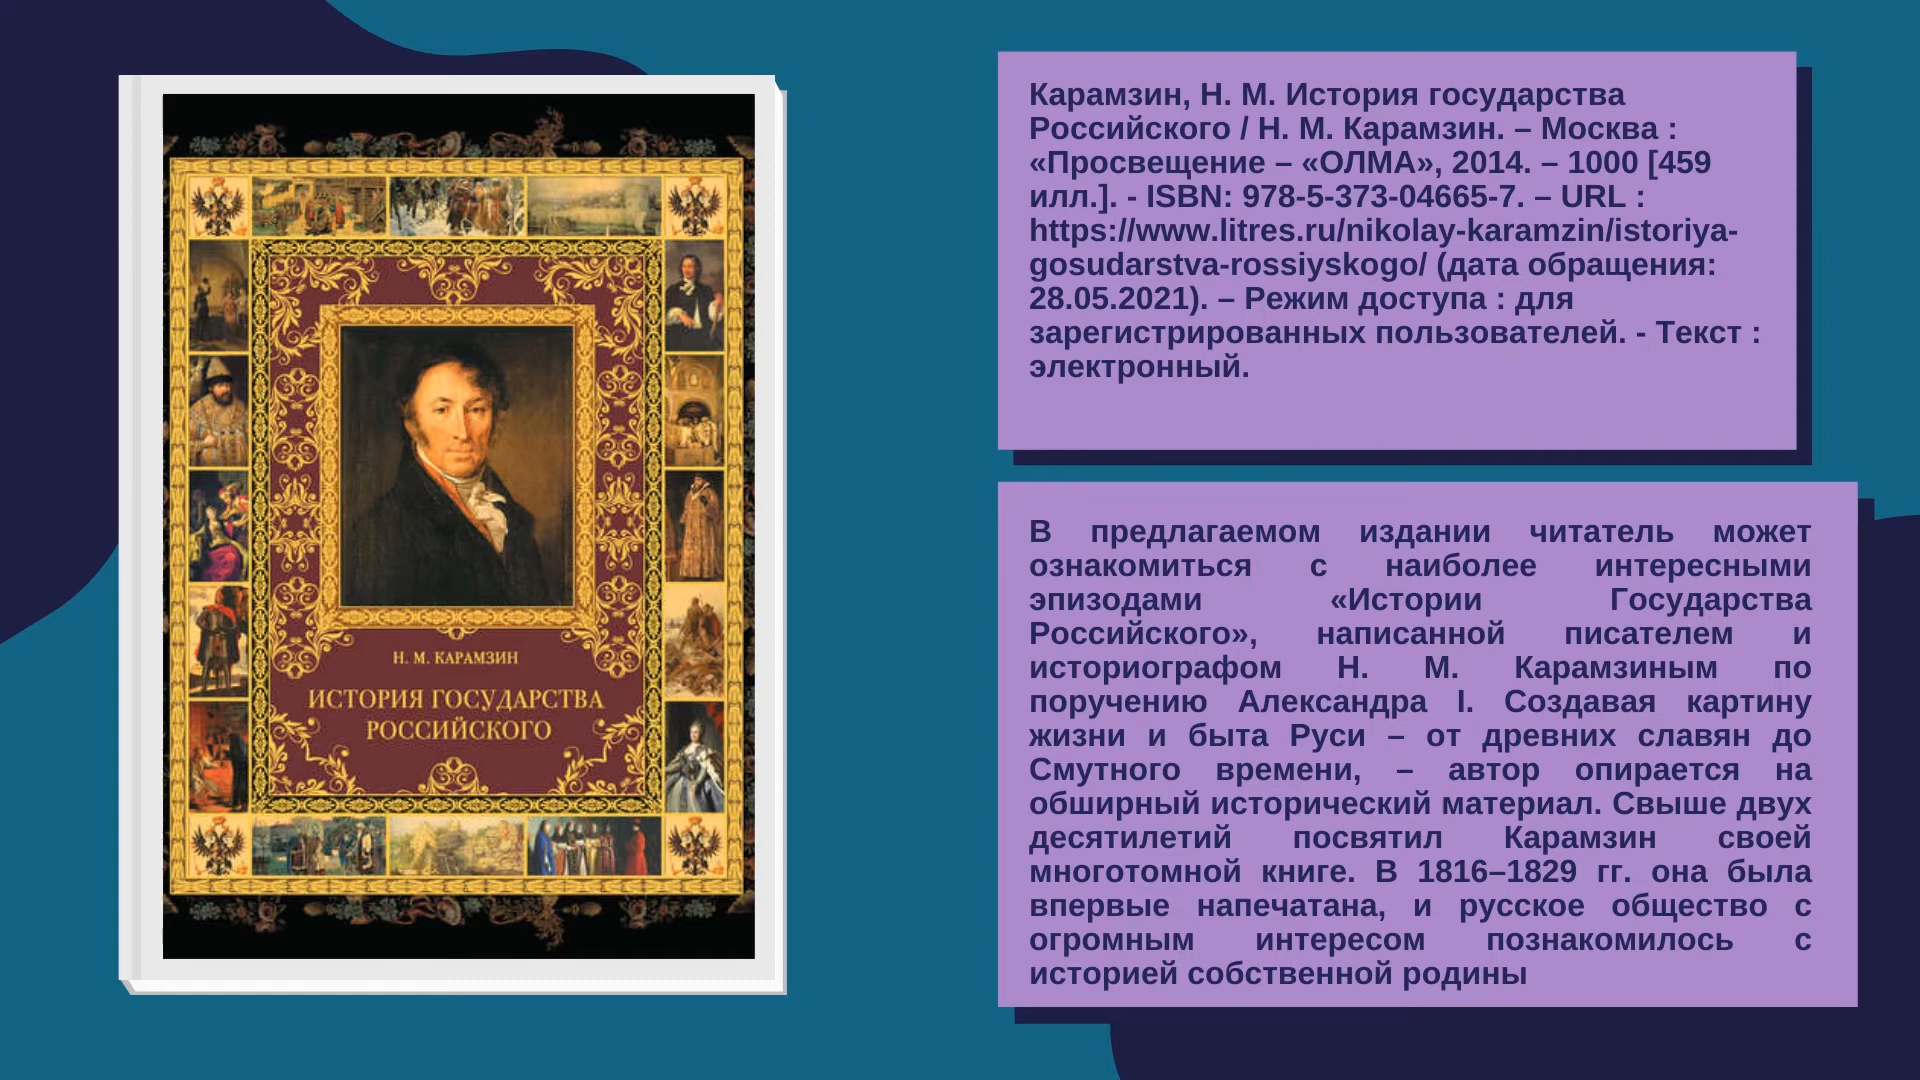 Н. М. КАРАМЗИН
ИСТОРИЯ ГОСУДАРСТВА
РОССИЙСКОГО
Карамзин, Н. М. История государства
Российского / Н. М. Карамзин. – Москва :
«Просвещение – «ОЛМА», 2014. – 1000 [459
илл.]. - ISBN: 978-5-373-04665-7. – URL :
https://www.litres.ru/nikolay-karamzin/istoriya-
gosudarstva-rossiyskogo/ (дата обращения:
28.05.2021). – Режим доступа : для
зарегистрированных пользователей. - Текст :
электронный.
В предлагаемом издании читатель может
ознакомиться с наиболее интересными
эпизодами «Истории Государства
Российского», написанной писателем и
историографом Н. М. Карамзиным по
поручению Александра I. Создавая картину
жизни и быта Руси – от древних славян до
Смутного времени, – автор опирается на
обширный исторический материал. Свыше двух
десятилетий посвятил Карамзин своей
многотомной книге. В 1816–1829 гг. она была
впервые напечатана, и русское общество с
огромным интересом познакомилось с
историей собственной родины